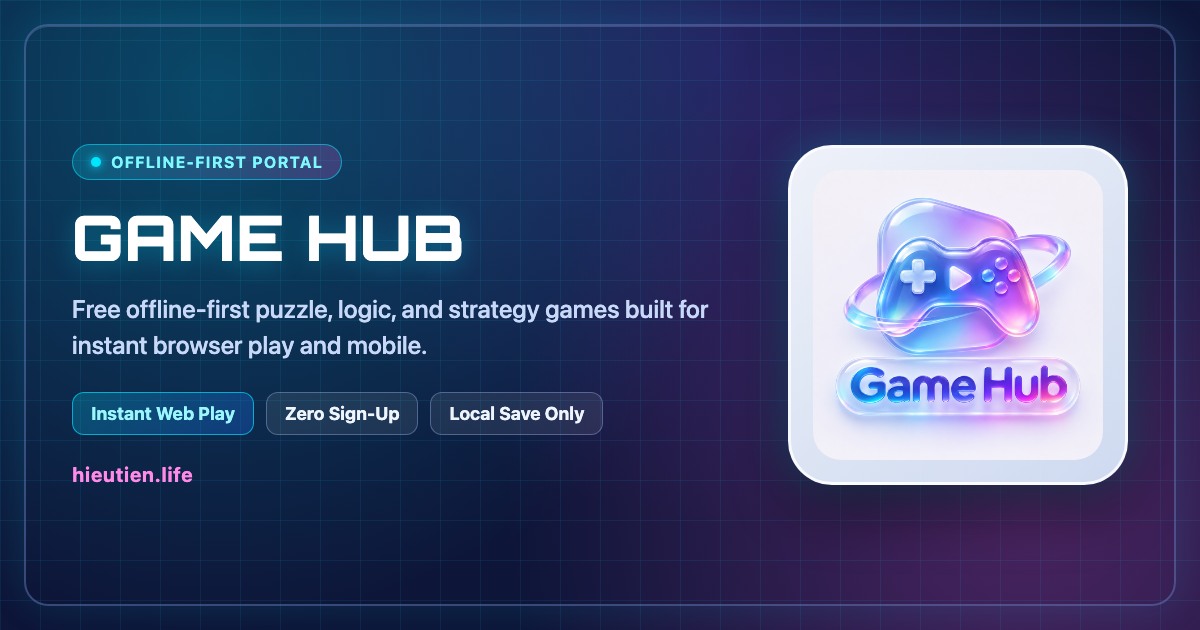 OFFLINE-FIRST PORTAL
GAME HUB
Free offline-first puzzle, logic, and strategy games built for
instant browser play and mobile.
Instant Web Play
Zero Sign-Up
Local Save Only
hieutien.life
Game Hub